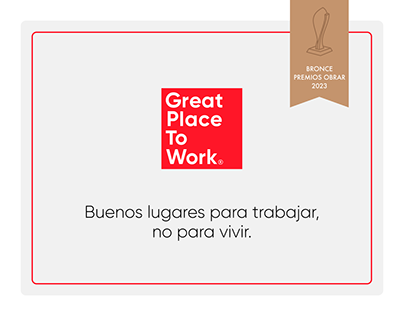 BRONCE
PREMIOS OBRAR
2023
Great
Place
To
Work®
Buenos lugares para trabajar,
no para vivir.